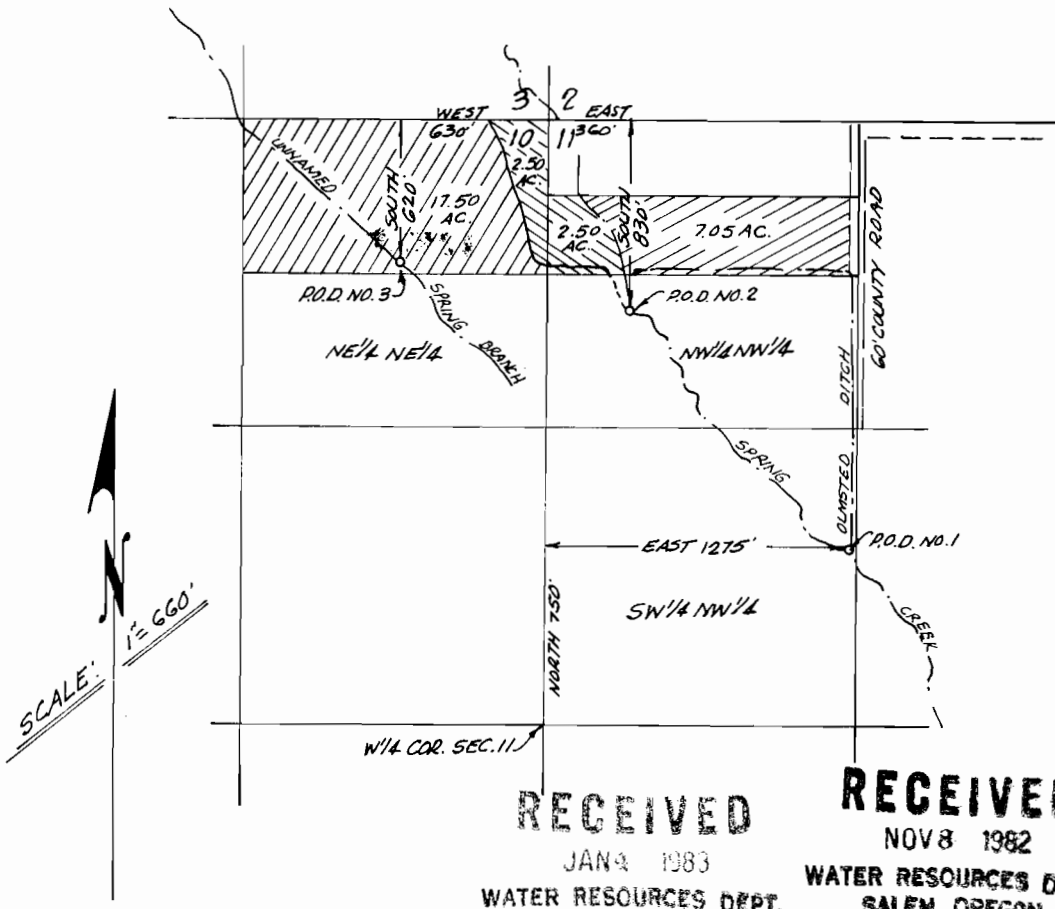 3 2
WEST EAST
630' 10 11 360'
2.50
AC.
UNNAMED
SOUTH
620
17.50
AC.
2.50
AC.
SOUTH
830'
7.05 AC.
60' COUNTY ROAD
P.O.D. NO. 3
SPRING
BRANCH
P.O.D. NO. 2
NE1/4 NE1/4
NW1/4 NW1/4
OLMSTED DITCH
SPRING
N
SCALE: 1"= 660'
EAST 1275'
P.O.D. NO. 1
NORTH 750'
SW1/4 NW1/4
CREEK
W1/4 COR. SEC. 11
RECEIVED
JAN 4 1983
WATER RESOURCES DEPT.
RECEIVE
NOV 8 1982
WATER RESOURCES D
SALEM, OREGON